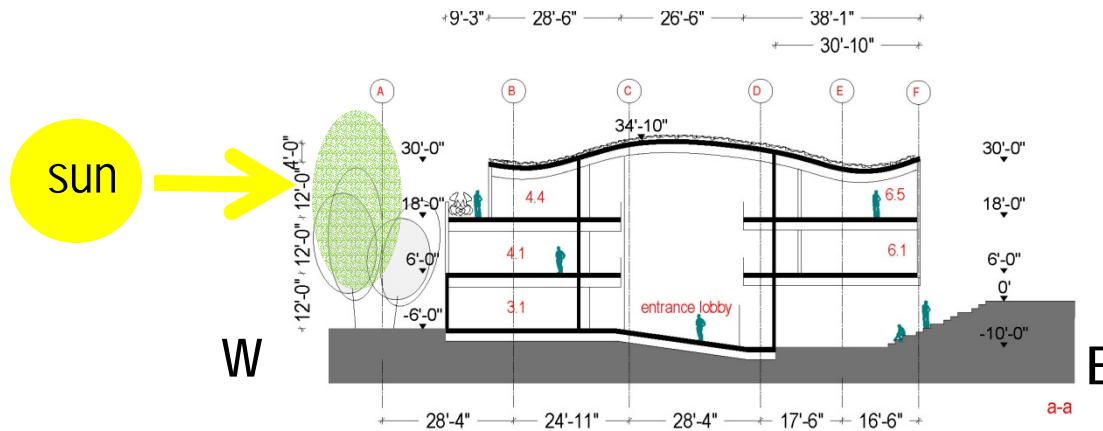 9'-3" 28'-6" 26'-6" 38'-1"
30'-10"
A B C D E F
34'-10"
30'-0" 30'-0"
4'-0"
sun
12'-0"
4.4 6.5
18'-0" 18'-0"
12'-0"
4.1 6.1
6'-0" 6'-0"
0'
12'-0"
3.1 entrance lobby
-6'-0"
-10'-0"
W E
a-a
28'-4" 24'-11" 28'-4" 17'-6" 16'-6"